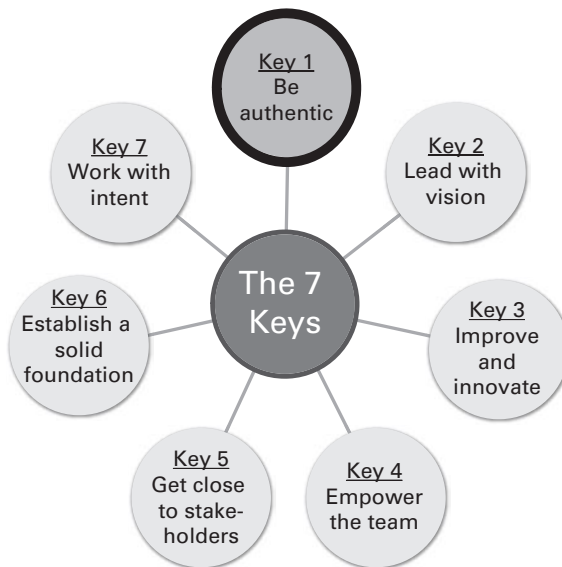 Key 1
Be
authentic
Key 2
Lead with
vision
Key 3
Improve
and
innovate
Key 4
Empower
the team
Key 5
Get close
to stake-
holders
Key 6
Establish a
solid
foundation
Key 7
Work with
intent
The 7
Keys